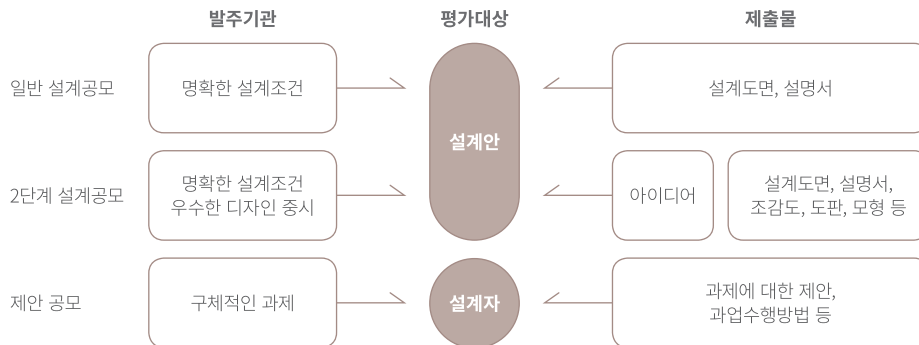 발주기관 평가대상 제출물
일반 설계공모 명확한 설계조건 설계도면, 설명서
설계안
2단계 설계공모 명확한 설계조건
우수한 디자인 중시 아이디어 설계도면, 설명서,
조감도, 도판, 모형 등
제안 공모 구체적인 과제 설계자 과제에 대한 제안,
과업수행방법 등